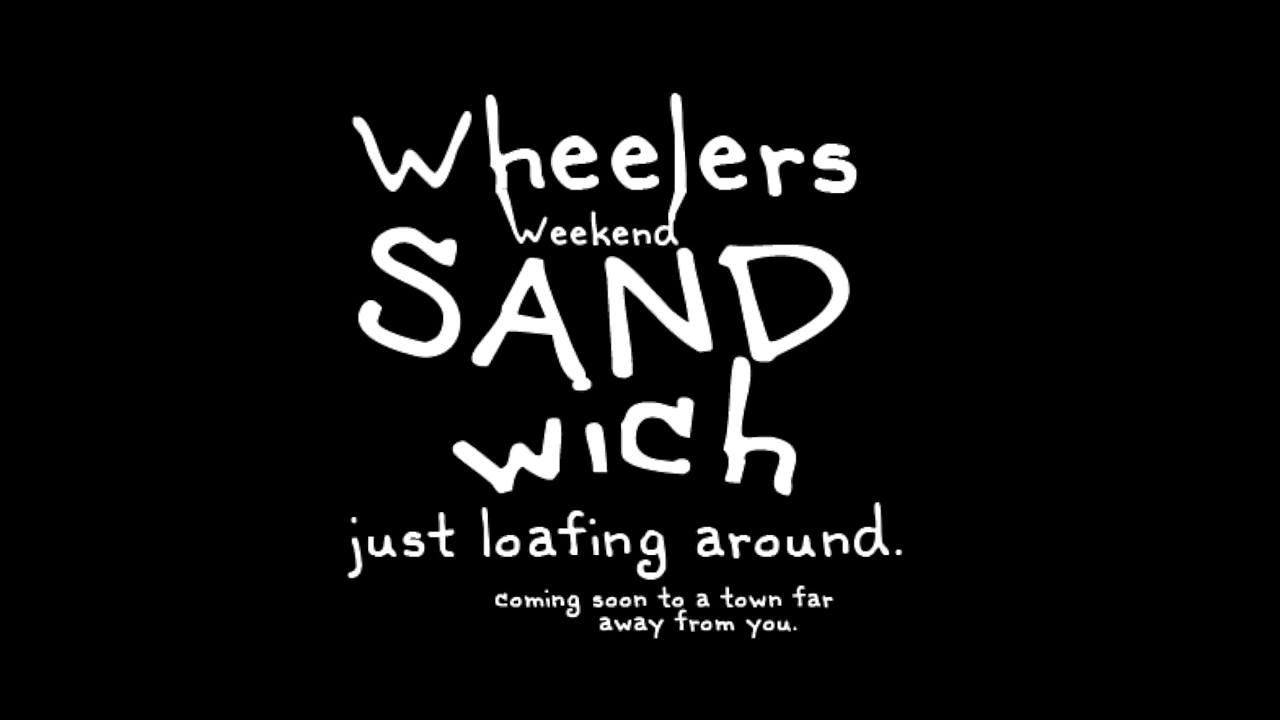 Wheelers
Weekend
SAND
wich
just loafing around.
coming soon to a town far
away from you.